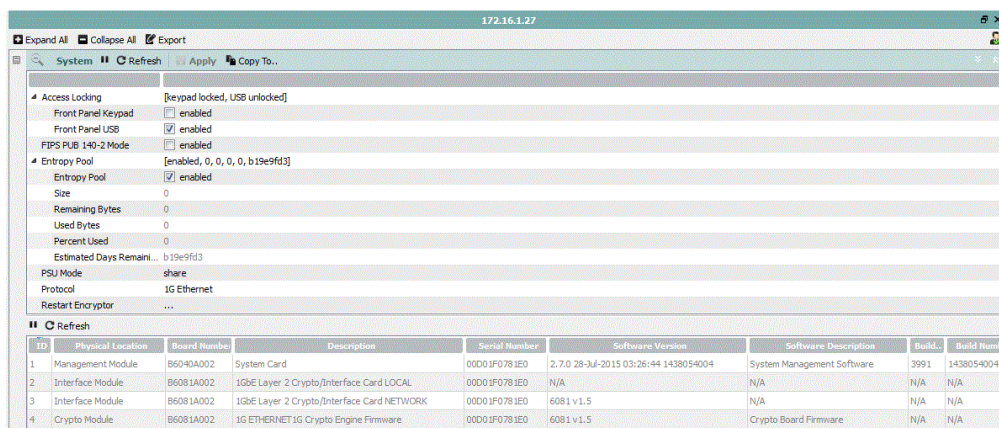 172.16.1.27
Expand All Collapse All Export
System Refresh Apply Copy To..
Access Locking [keypad locked, USB unlocked]
Front Panel Keypad enabled
Front Panel USB enabled
FIPS PUB 140-2 Mode enabled
Entropy Pool [enabled, 0, 0, 0, 0, b19e9fd3]
Entropy Pool enabled
Size 0
Remaining Bytes 0
Used Bytes 0
Percent Used 0
Estimated Days Remaini... b19e9fd3
PSU Mode share
Protocol 1G Ethernet
Restart Encryptor ...
Refresh
ID Physical Location Board Number Description Serial Number Software Version Software Description Build.. Build Num
1 Management Module B6040A002 System Card 00D01F0781E0 2.7.0 28-Jul-2015 03:26:44 1438054004 System Management Software 3991 1438054004
2 Interface Module B6081A002 1GbE Layer 2 Crypto/Interface Card LOCAL 00D01F0781E0 N/A N/A N/A N/A
3 Interface Module B6081A002 1GbE Layer 2 Crypto/Interface Card NETWORK 00D01F0781E0 6081 v1.5 N/A N/A N/A
4 Crypto Module B6081A002 1G ETHERNET1G Crypto Engine Firmware 00D01F0781E0 6081 v1.5 Crypto Board Firmware N/A N/A